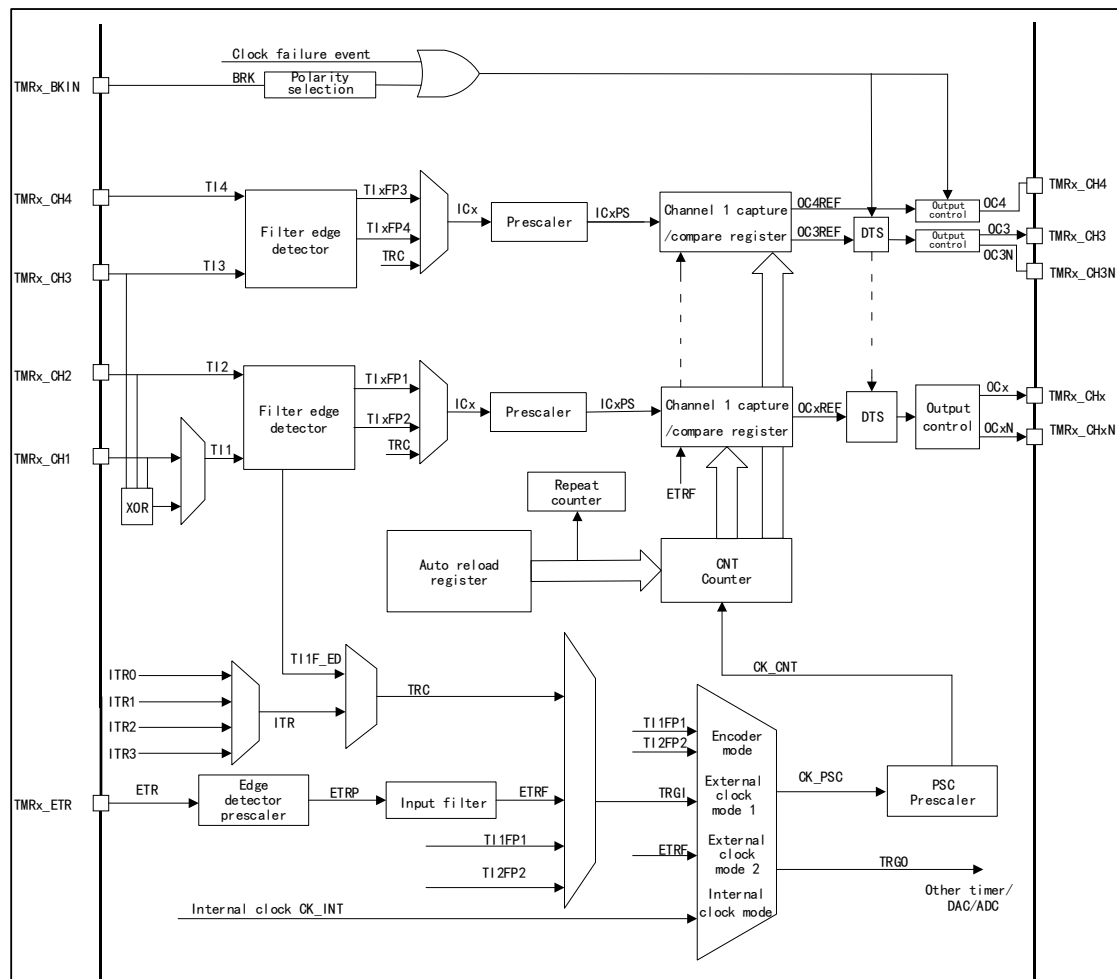 Clock failure event
BRK
Polarity
selection
TMRx_BKIN
TMRx_CH4
TI4
TIxFP3
ICx
Prescaler
ICxPS
Channel 1 capture
/compare register
OC4REF
Output
control
OC4
TMRx_CH4
Filter edge
detector
TIxFP4
TRC
OC3REF
DTS
Output
control
OC3
TMRx_CH3
OC3N
TMRx_CH3N
TMRx_CH3
TI3
TMRx_CH2
TI2
TIxFP1
ICx
Prescaler
ICxPS
Channel 1 capture
/compare register
OCxREF
DTS
Output
control
OCx
TMRx_CHx
Filter edge
detector
TIxFP2
TRC
OCxN
TMRx_CHxN
TMRx_CH1
TI1
XOR
ETRF
Repeat
counter
Auto reload
register
CNT
Counter
CK_CNT
TI1F_ED
ITR0
ITR1
ITR2
ITR3
ITR
TRC
TI1FP1
TI2FP2
Encoder
mode
TMRx_ETR
ETR
Edge
detector
prescaler
ETRP
Input filter
ETRF
TRGI
External
clock
mode 1
CK_PSC
PSC
Prescaler
TI1FP1
TI2FP2
ETRF
External
clock
mode 2
TRGO
Other timer/
DAC/ADC
Internal clock CK_INT
Internal
clock mode